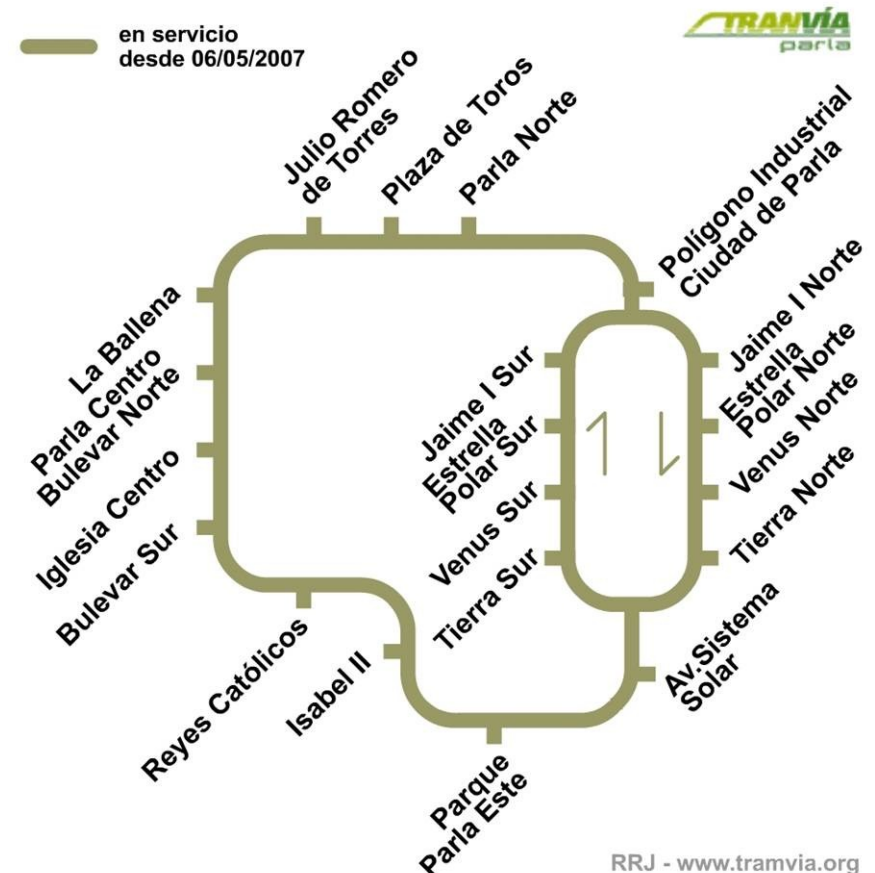 en servicio
desde 06/05/2007
TRANVÍA
parla
Julio Romero
de Torres
Plaza de Toros
Parla Norte
Polígono Industrial
Ciudad de Parla
La Ballena
Parla Centro
Bulevar Norte
Iglesia Centro
Bulevar Sur
Jaime I Sur
Estrella
Polar Sur
Venus Sur
Tierra Sur
Jaime I Norte
Estrella
Polar Norte
Venus Norte
Tierra Norte
Reyes Católicos
Isabel II
Parque
Parla Este
Av.Sistema
Solar
RRJ - www.tramvia.org